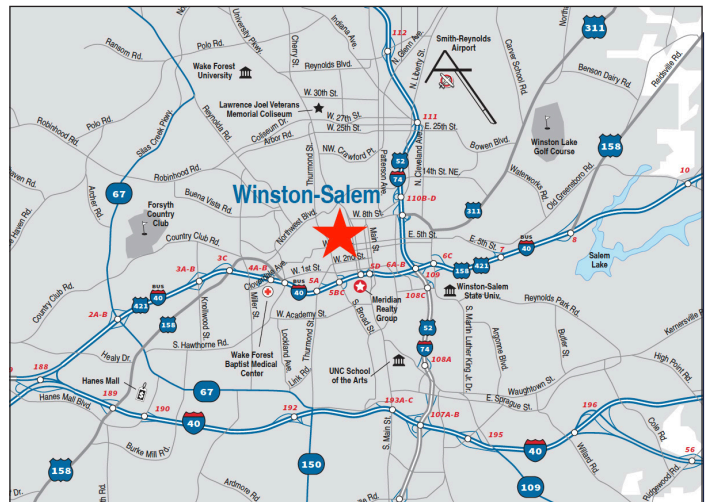 112
University Pkwy.
Indiana Ave.
Cherry St.
N. Glenn Ave.
N. Liberty St.
Smith-Reynolds
Airport
Carver School Rd.
311
Reidsville Rd.
Ransom Rd.
Polo Rd.
Reynolds Blvd.
Benson Dairy Rd.
Wake Forest
University
W. 30th St.
Lawrence Joel Veterans
Memorial Coliseum
W. 27th St.
W. 25th St.
111
E. 25th St.
Coliseum Dr.
Arbor Rd.
Reynolda Rd.
Silas Creek Pkwy.
Robinhood Rd.
Polo Rd.
Bowen Blvd.
Winston Lake
Golf Course
158
NW. Crawford Pl.
Thurmond St.
Patterson Ave.
52
74
N. Cleveland Ave.
14th St. NE.
Waterworks Rd.
Old Greensboro Rd.
10
Robinhood Rd.
67
Archer Rd.
Buena Vista Rd.
Winston-Salem
110B-D
311
Forsyth
Country
Club
Northwest Blvd.
W. 8th St.
Main St.
E. 5th St.
E. 5th St.
7
BUS
40
8
Salem
Lake
Country Club Rd.
Country Club Rd.
W. 2nd St.
W. 1st St.
3A-B
3C
4A-B
Cloverdale Ave.
BUS
40
5A
5BC
5D
6A-B
6C
109
108C
158
421
Winston-Salem
State Univ.
BUS
40
421
158
2A-B
Knollwood St.
Miller St.
Meridian
Realty
Group
Reynolds Park Rd.
Kernersville Rd.
W. Academy St.
S. Broad St.
S. Hawthorne Rd.
Lockland Ave.
Thurmond St.
Link Rd.
Wake Forest
Baptist Medical
Center
52
74
108A
S. Martin Luther King Jr. Dr.
Argonne Blvd.
Butler St.
UNC School
of the Arts
188
Healy Dr.
Hanes Mall
Hanes Mall Blvd.
189
190
67
40
192
193A-C
107A-B
S. Main St.
E. Sprague St.
Waughtown St.
High Point Rd.
195
40
196
Cole Rd.
Willard Rd.
Ridgewood Rd.
56
Burke Mill Rd.
158
Ardmore Rd.
150
109